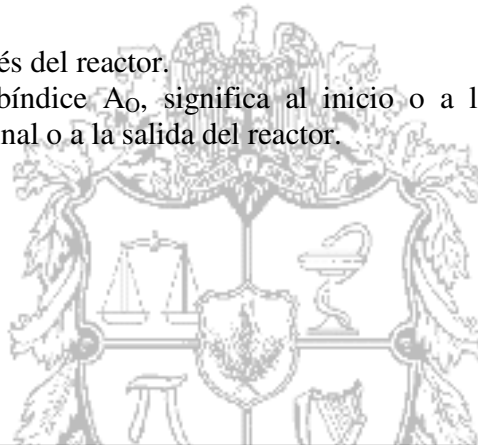 és del reactor.
bíndice A_O, significa al inicio o a l
nal o a la salida del reactor.